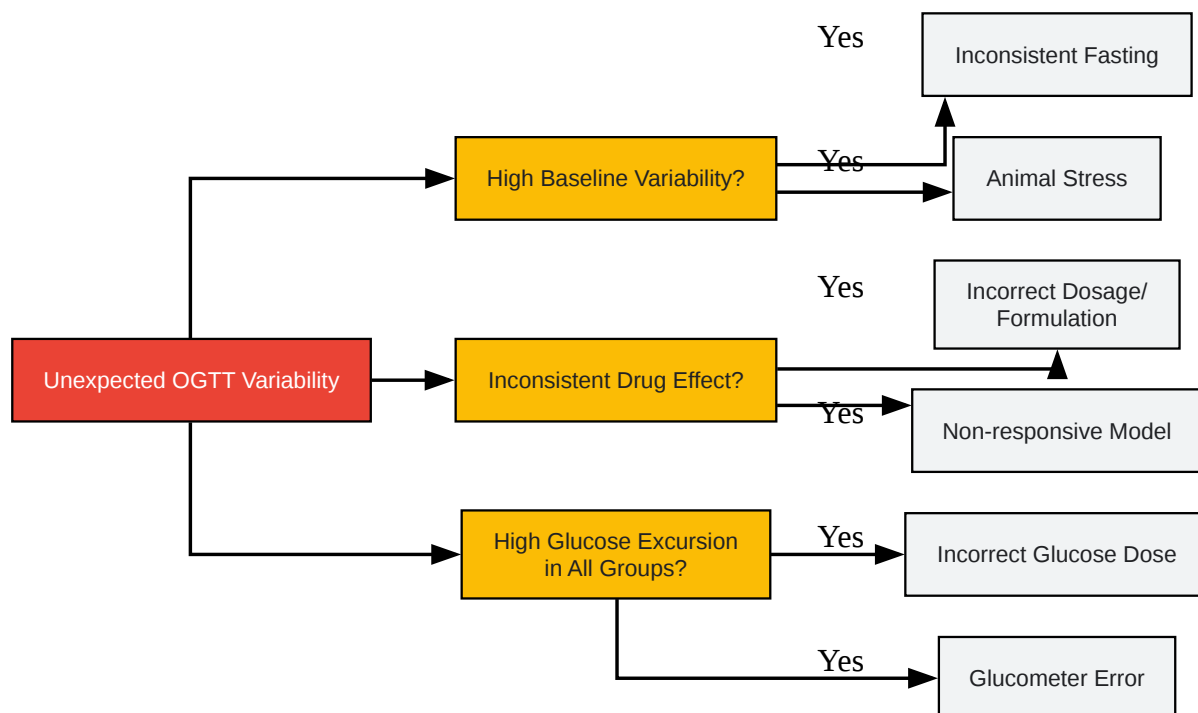 Yes
Inconsistent Fasting
High Baseline Variability?
Yes
Animal Stress
Yes
Incorrect Dosage/
Formulation
Unexpected OGTT Variability
Inconsistent Drug Effect?
Yes
Non-responsive Model
High Glucose Excursion
in All Groups?
Yes
Incorrect Glucose Dose
Yes
Glucometer Error